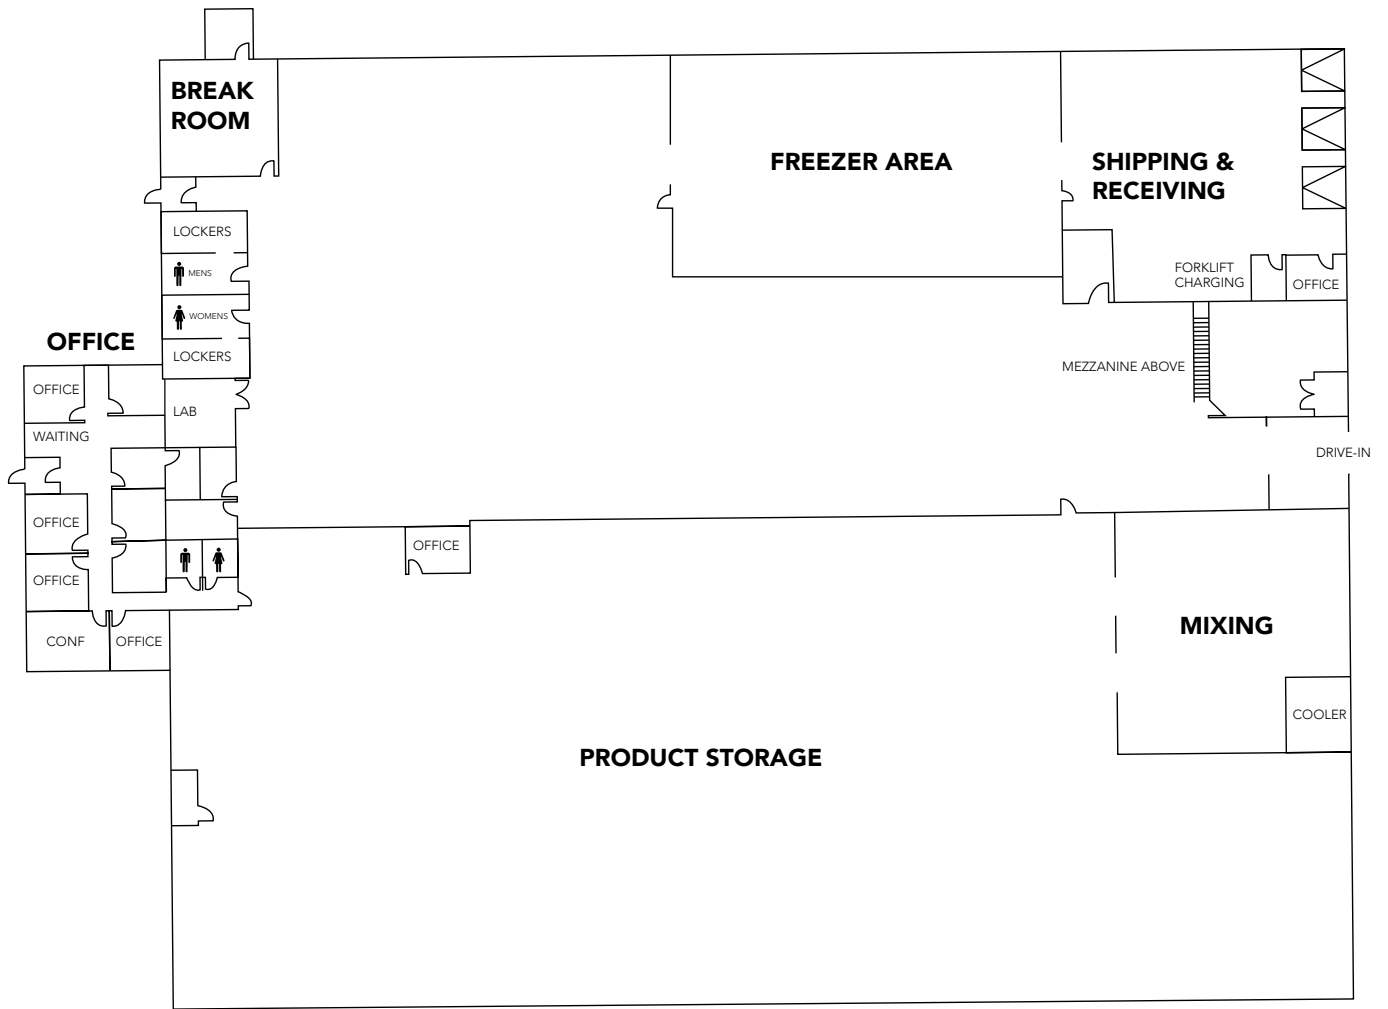 BREAK
ROOM
FREEZER AREA
SHIPPING &
RECEIVING
LOCKERS
MENS
FORKLIFT
CHARGING
OFFICE
WOMENS
OFFICE
LOCKERS
MEZZANINE ABOVE
OFFICE
LAB
WAITING
DRIVE-IN
OFFICE
OFFICE
OFFICE
MIXING
CONF
OFFICE
COOLER
PRODUCT STORAGE